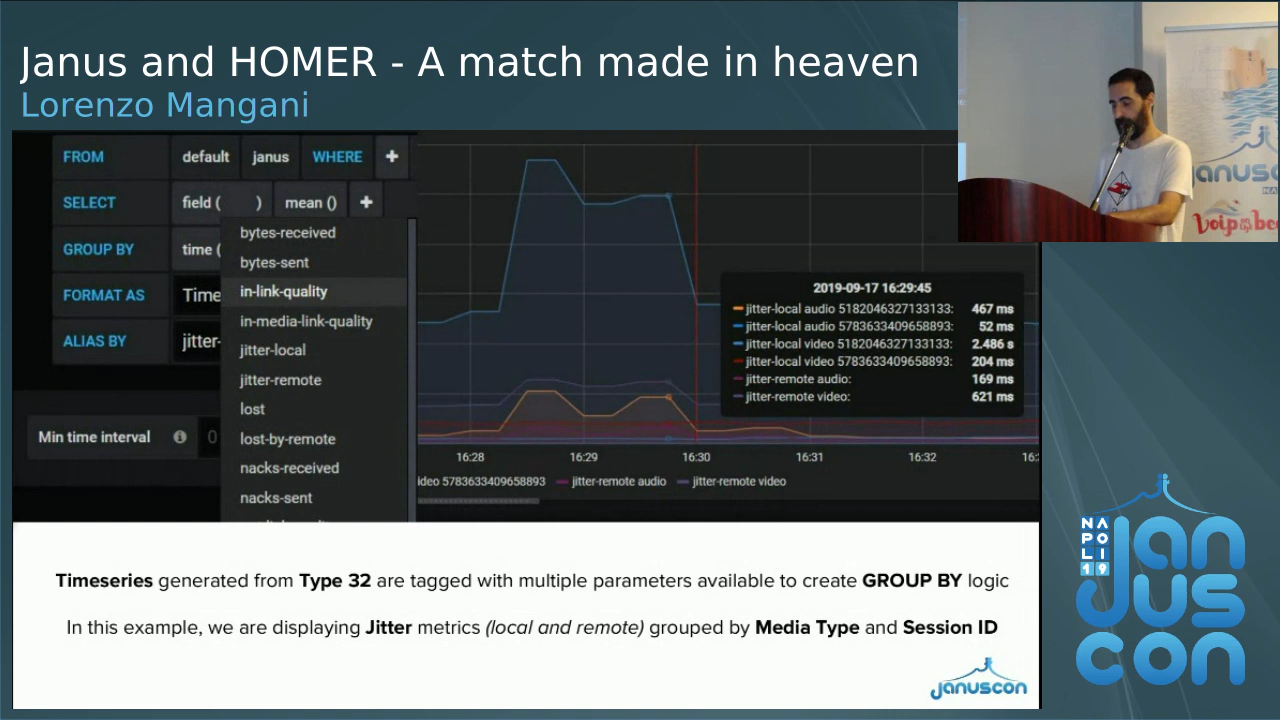 Janus and HOMER - A match made in heaven
Lorenzo Mangani
FROM default janus WHERE +
SELECT field ( ) mean () +
GROUP BY time (
FORMAT AS Time
ALIAS BY jitter-
bytes-received
bytes-sent
in-link-quality
in-media-link-quality
jitter-local
jitter-remote
lost
lost-by-remote
nacks-received
nacks-sent
Min time interval 0
2019-09-17 16:29:45
jitter-local audio 5182046327133133: 467 ms
jitter-local audio 5783633409658893: 52 ms
jitter-local video 5182046327133133: 2.486 s
jitter-local video 5783633409658893: 204 ms
jitter-remote audio: 169 ms
jitter-remote video: 621 ms
16:28 16:29 16:30 16:31 16:32 16:
ideo 5783633409658893 jitter-remote audio jitter-remote video
Timeseries generated from Type 32 are tagged with multiple parameters available to create GROUP BY logic
In this example, we are displaying Jitter metrics (local and remote) grouped by Media Type and Session ID
januscon
anusc
NAPOLI 19
Janus
con